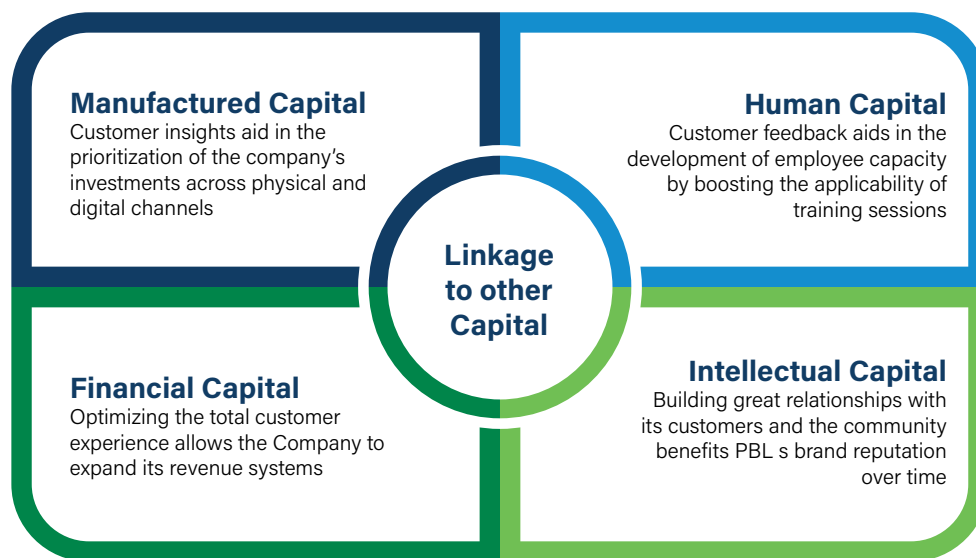 Manufactured Capital
Customer insights aid in the
prioritization of the company's
investments across physical and
digital channels
Human Capital
Customer feedback aids in the
development of employee capacity
by boosting the applicability of
training sessions
Linkage
to other
Capital
Financial Capital
Optimizing the total customer
experience allows the Company to
expand its revenue systems
Intellectual Capital
Building great relationships with
its customers and the community
benefits PBL s brand reputation
over time